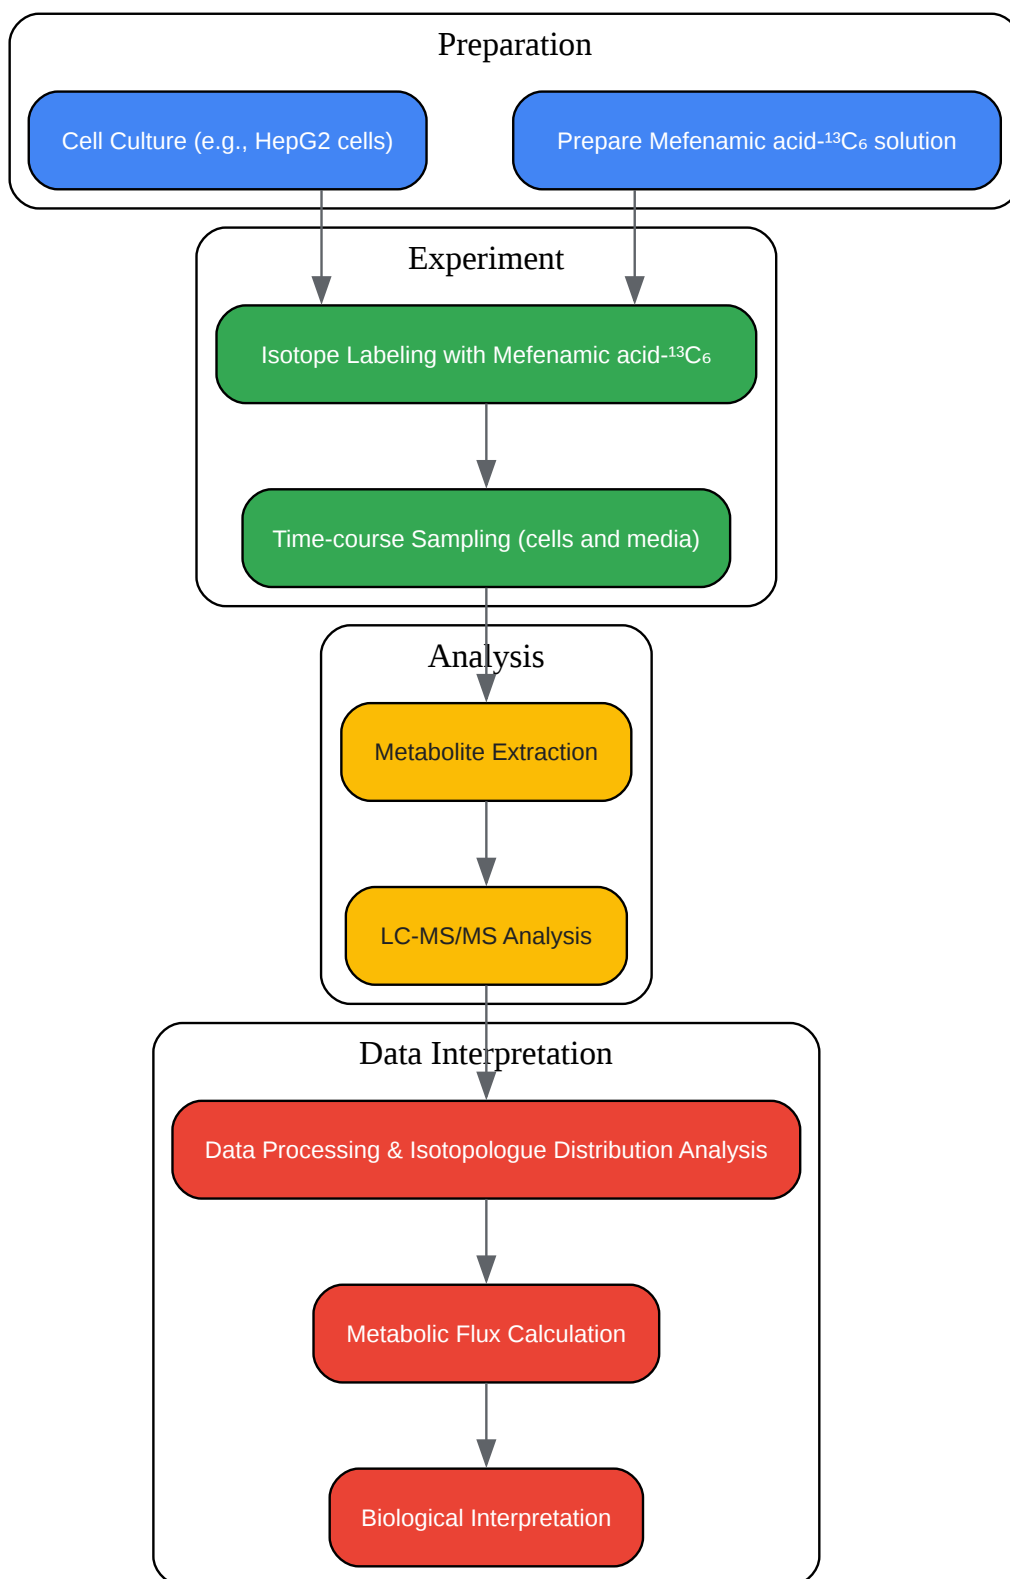 Preparation
Cell Culture (e.g., HepG2 cells)
Prepare Mefenamic acid-¹³C₆ solution
Experiment
Isotope Labeling with Mefenamic acid-¹³C₆
Time-course Sampling (cells and media)
Analysis
Metabolite Extraction
LC-MS/MS Analysis
Data Interpretation
Data Processing & Isotopologue Distribution Analysis
Metabolic Flux Calculation
Biological Interpretation